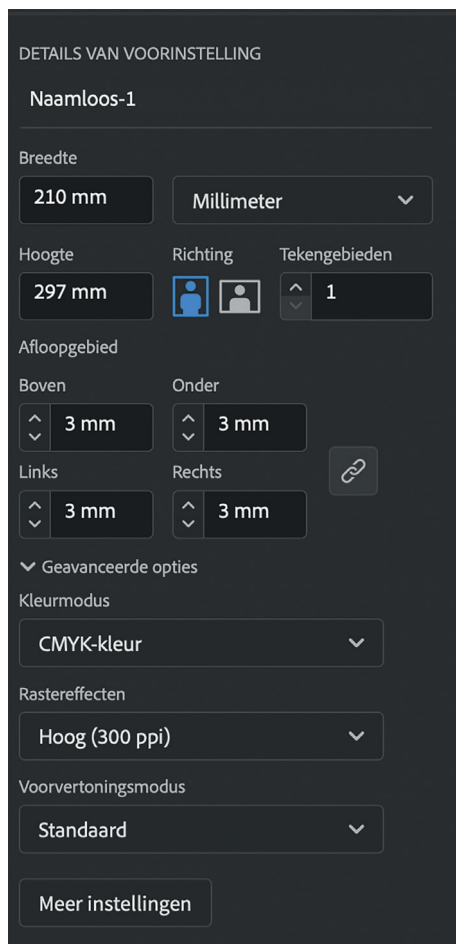 DETAILS VAN VOORINSTELLING
Naamloos-1
Breedte
210 mm Millimeter
Hoogte Richting Tekengebieden
297 mm 1
Afloopgebied
Boven Onder
3 mm 3 mm
Links Rechts
3 mm 3 mm
Geavanceerde opties
Kleurmodus
CMYK-kleur
Rastereffecten
Hoog (300 ppi)
Voorvertoningsmodus
Standaard
Meer instellingen